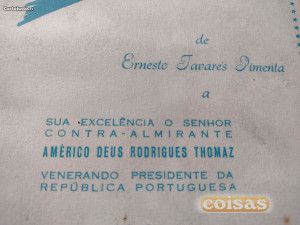 de
Ernesto Tavares Pimenta
a
SUA EXCELÊNCIA O SENHOR
CONTRA-ALMIRANTE
AMÉRICO DEUS RODRIGUES THOMAZ
VENERANDO PRESIDENTE DA
REPÚBLICA PORTUGUESA
coisas